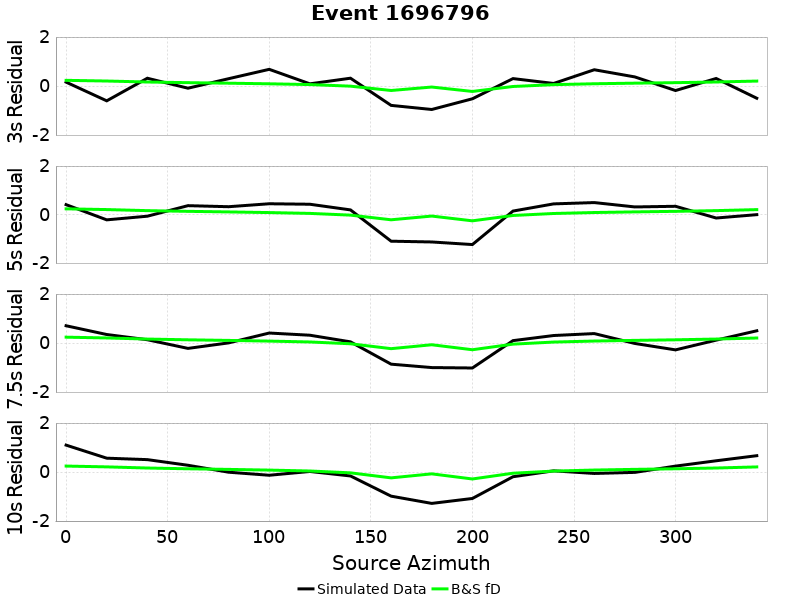 Event 1696796
2
0
-2
3s Residual
2
0
-2
5s Residual
2
0
-2
7.5s Residual
2
0
-2
10s Residual
0 50 100 150 200 250 300
Source Azimuth
Simulated Data B&S fD